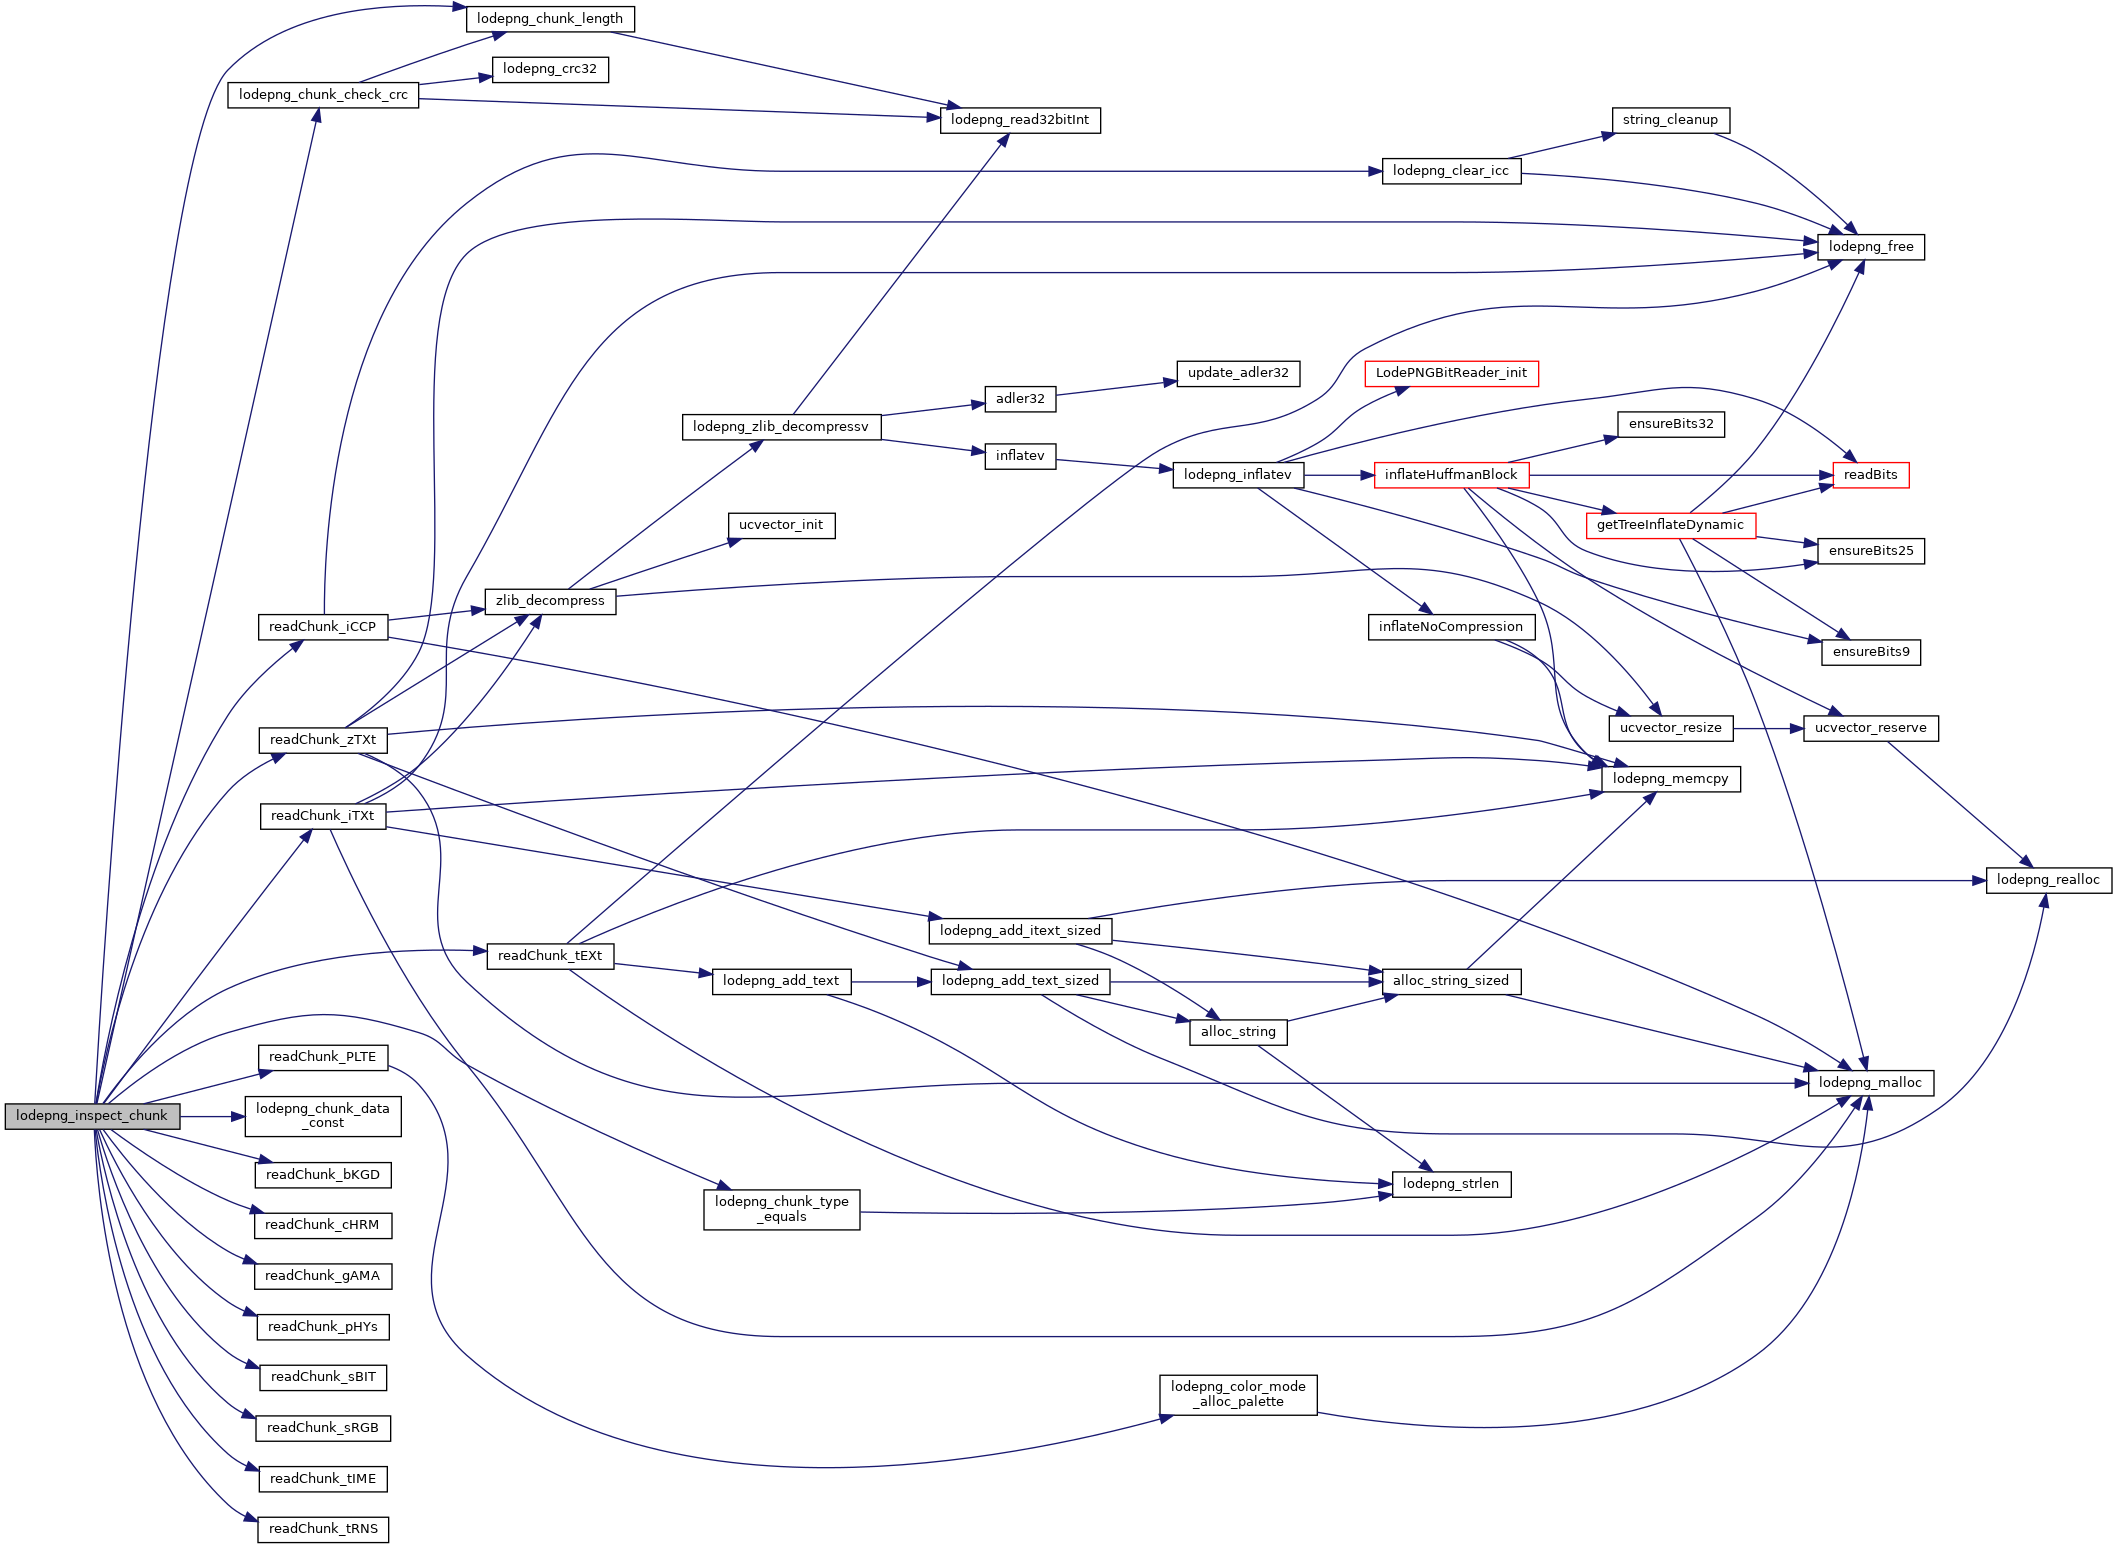 lodepng_chunk_length
lodepng_crc32
lodepng_chunk_check_crc
lodepng_read32bitInt
string_cleanup
lodepng_clear_icc
lodepng_free
update_adler32
LodePNGBitReader_init
adler32
lodepng_zlib_decompressv
ensureBits32
inflatev
lodepng_inflatev
inflateHuffmanBlock
readBits
ucvector_init
getTreeInflateDynamic
ensureBits25
zlib_decompress
readChunk_iCCP
inflateNoCompression
ensureBits9
readChunk_zTXt
ucvector_resize
ucvector_reserve
lodepng_memcpy
readChunk_iTXt
lodepng_realloc
lodepng_add_itext_sized
readChunk_tEXt
lodepng_add_text
lodepng_add_text_sized
alloc_string_sized
alloc_string
readChunk_PLTE
lodepng_malloc
lodepng_inspect_chunk
lodepng_chunk_data
_const
readChunk_bKGD
lodepng_strlen
lodepng_chunk_type
_equals
readChunk_cHRM
readChunk_gAMA
readChunk_pHYs
readChunk_sBIT
lodepng_color_mode
_alloc_palette
readChunk_sRGB
readChunk_tIME
readChunk_tRNS